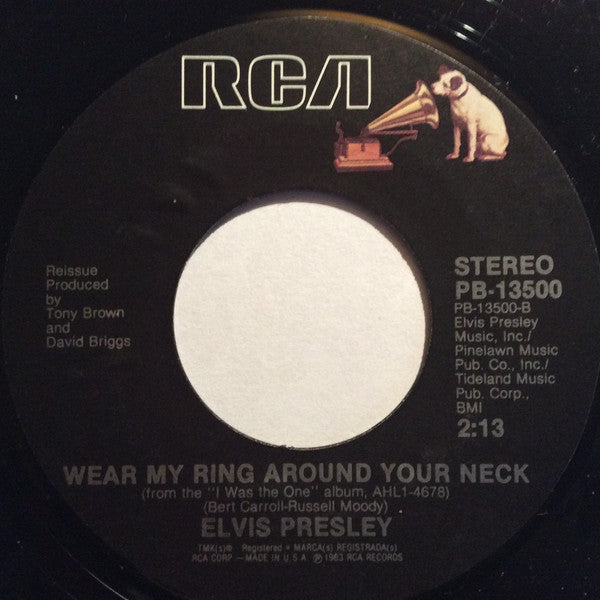 RCA
Reissue
Produced
by
Tony Brown
and
David Briggs
STEREO
PB-13500
PB-13500-B
Elvis Presley
Music, Inc./
Pinelawn Music
Pub. Co., Inc./
Tideland Music
Pub. Corp.,
BMI
2:13
WEAR MY RING AROUND YOUR NECK
(from the "I Was the One" album, AHL1-4678)
(Bert Carroll-Russell Moody)
ELVIS PRESLEY
TMK(s)® Registered • MARCA(s) REGISTRADA(s)
RCA CORP.—MADE IN U.S.A. ℗1983 RCA RECORDS